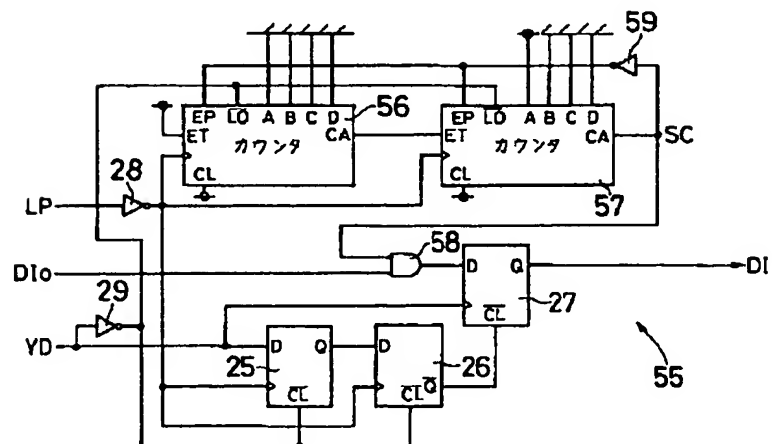 59
EP LO A B C D
56
EP LO A B C D
ET カウンタ CA
ET カウンタ CA
SC
28
CL
CL
57
LP
58
DIo
D Q
DI
29
27
CL
YD
D Q
D
25
26
CL
CL Q
55